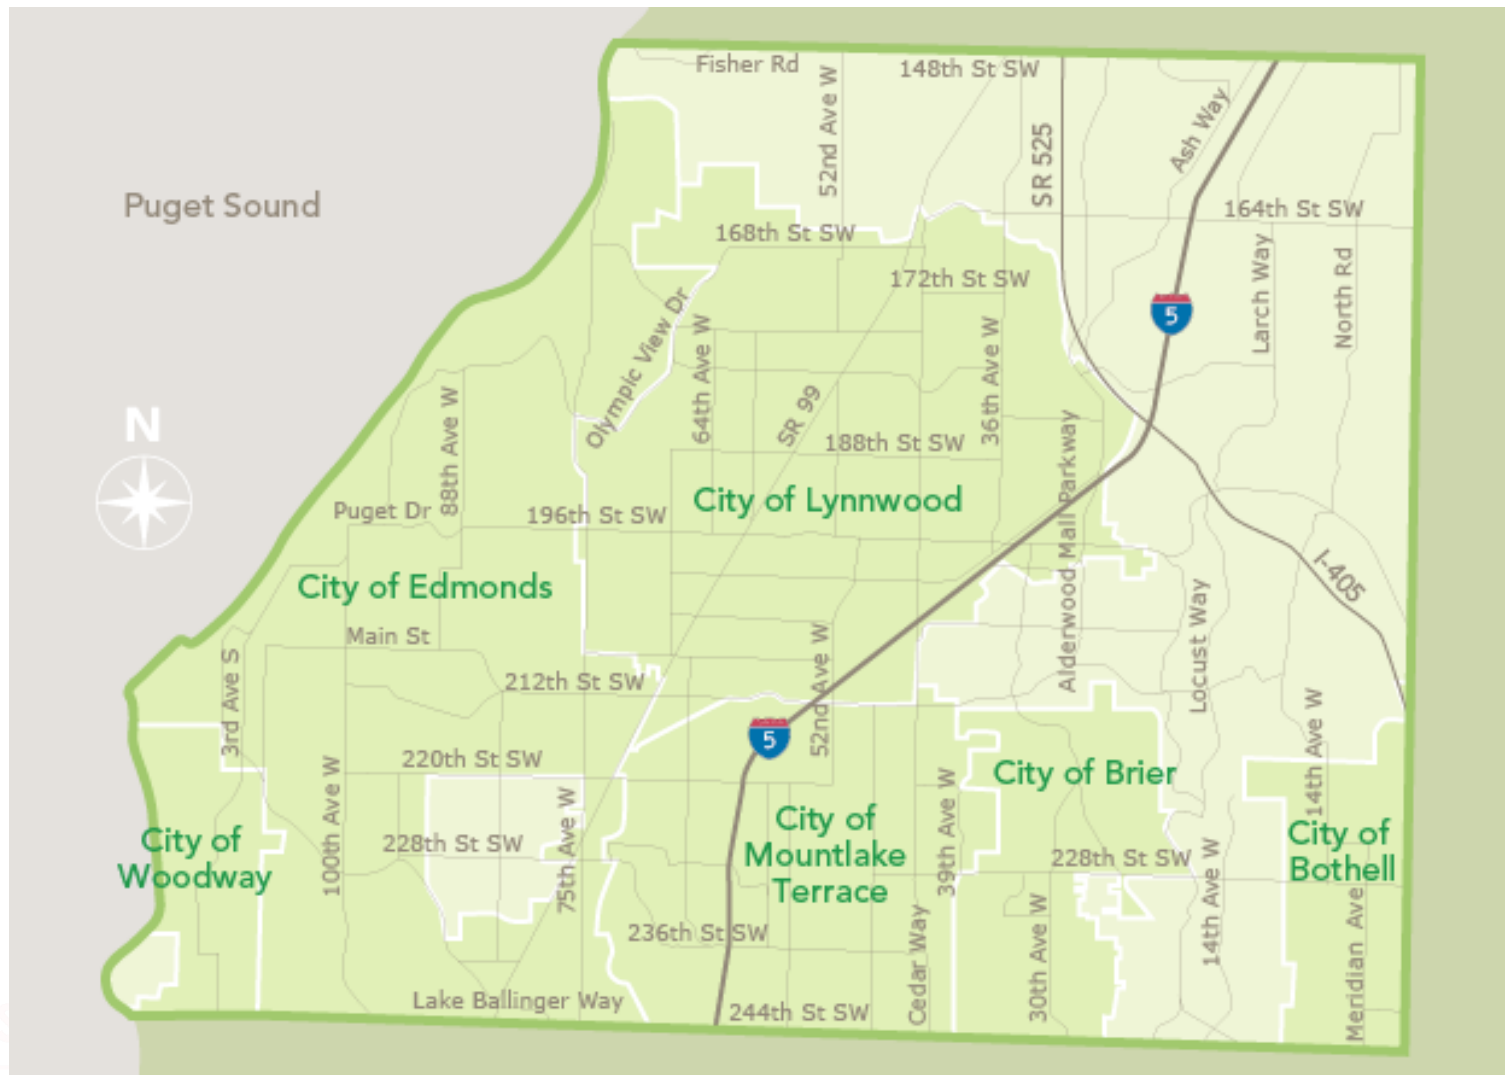 Fisher Rd
148th St SW
52nd Ave W
SR 525
Ash Way
Puget Sound
164th St SW
168th St SW
172th St SW
Larch Way
North Rd
5
Olympic View Dr
64th Ave W
36th Ave W
SR 99
N
88th Ave W
188th St SW
Alderwood Mall Parkway
City of Lynnwood
Puget Dr
196th St SW
I-405
City of Edmonds
Locust Way
Main St
3rd Ave S
52nd Ave W
212th St SW
14th Ave W
5
220th St SW
City of Brier
100th Ave W
75th Ave W
39th Ave W
City of
Mountlake
Terrace
City of
Woodway
228th St SW
City of
Bothell
228th St SW
14th Ave W
236th St SW
Cedar Way
30th Ave W
Meridian Ave
Lake Ballinger Way
244th St SW